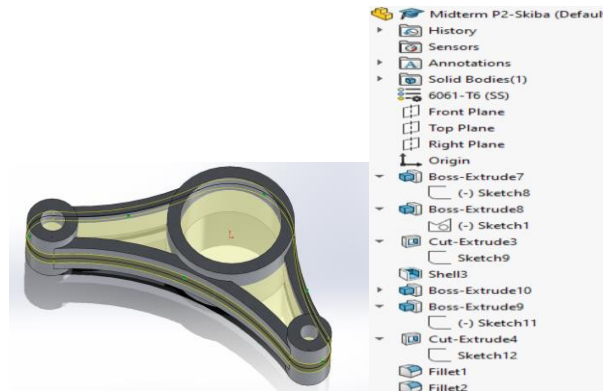 Midterm P2-Skiba (Default
History
Sensors
Annotations
Solid Bodies(1)
6061-T6 (SS)
Front Plane
Top Plane
Right Plane
Origin
Boss-Extrude7
(-) Sketch8
Boss-Extrude8
(-) Sketch1
Cut-Extrude3
Sketch9
Shell3
Boss-Extrude10
Boss-Extrude9
(-) Sketch11
Cut-Extrude4
Sketch12
Fillet1
Fillet2